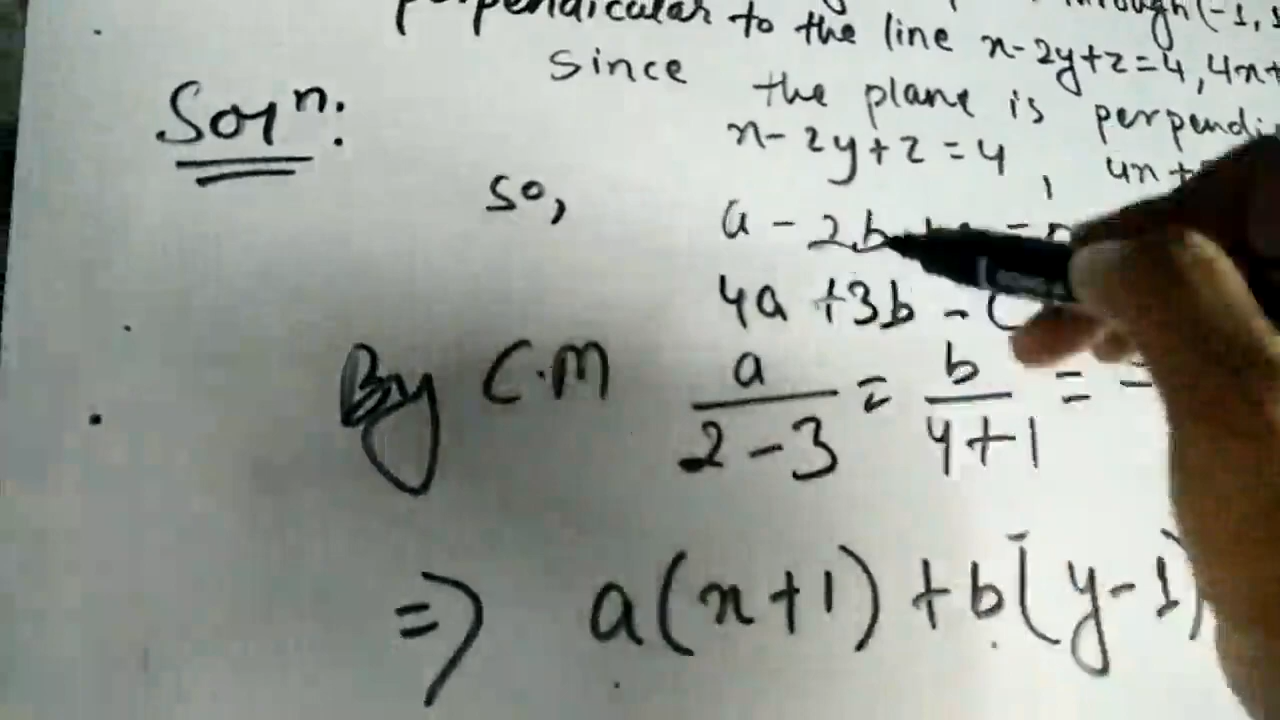 perpendicular to the line x-2y+z=4, 4x+
since the plane is
x-2y+z=4, 4x+
Solⁿ:
so, a - 2b
4a +3b -
By C.M a/(2-3) = b/(4+1) =
=> a(x+1) +b(y-1)